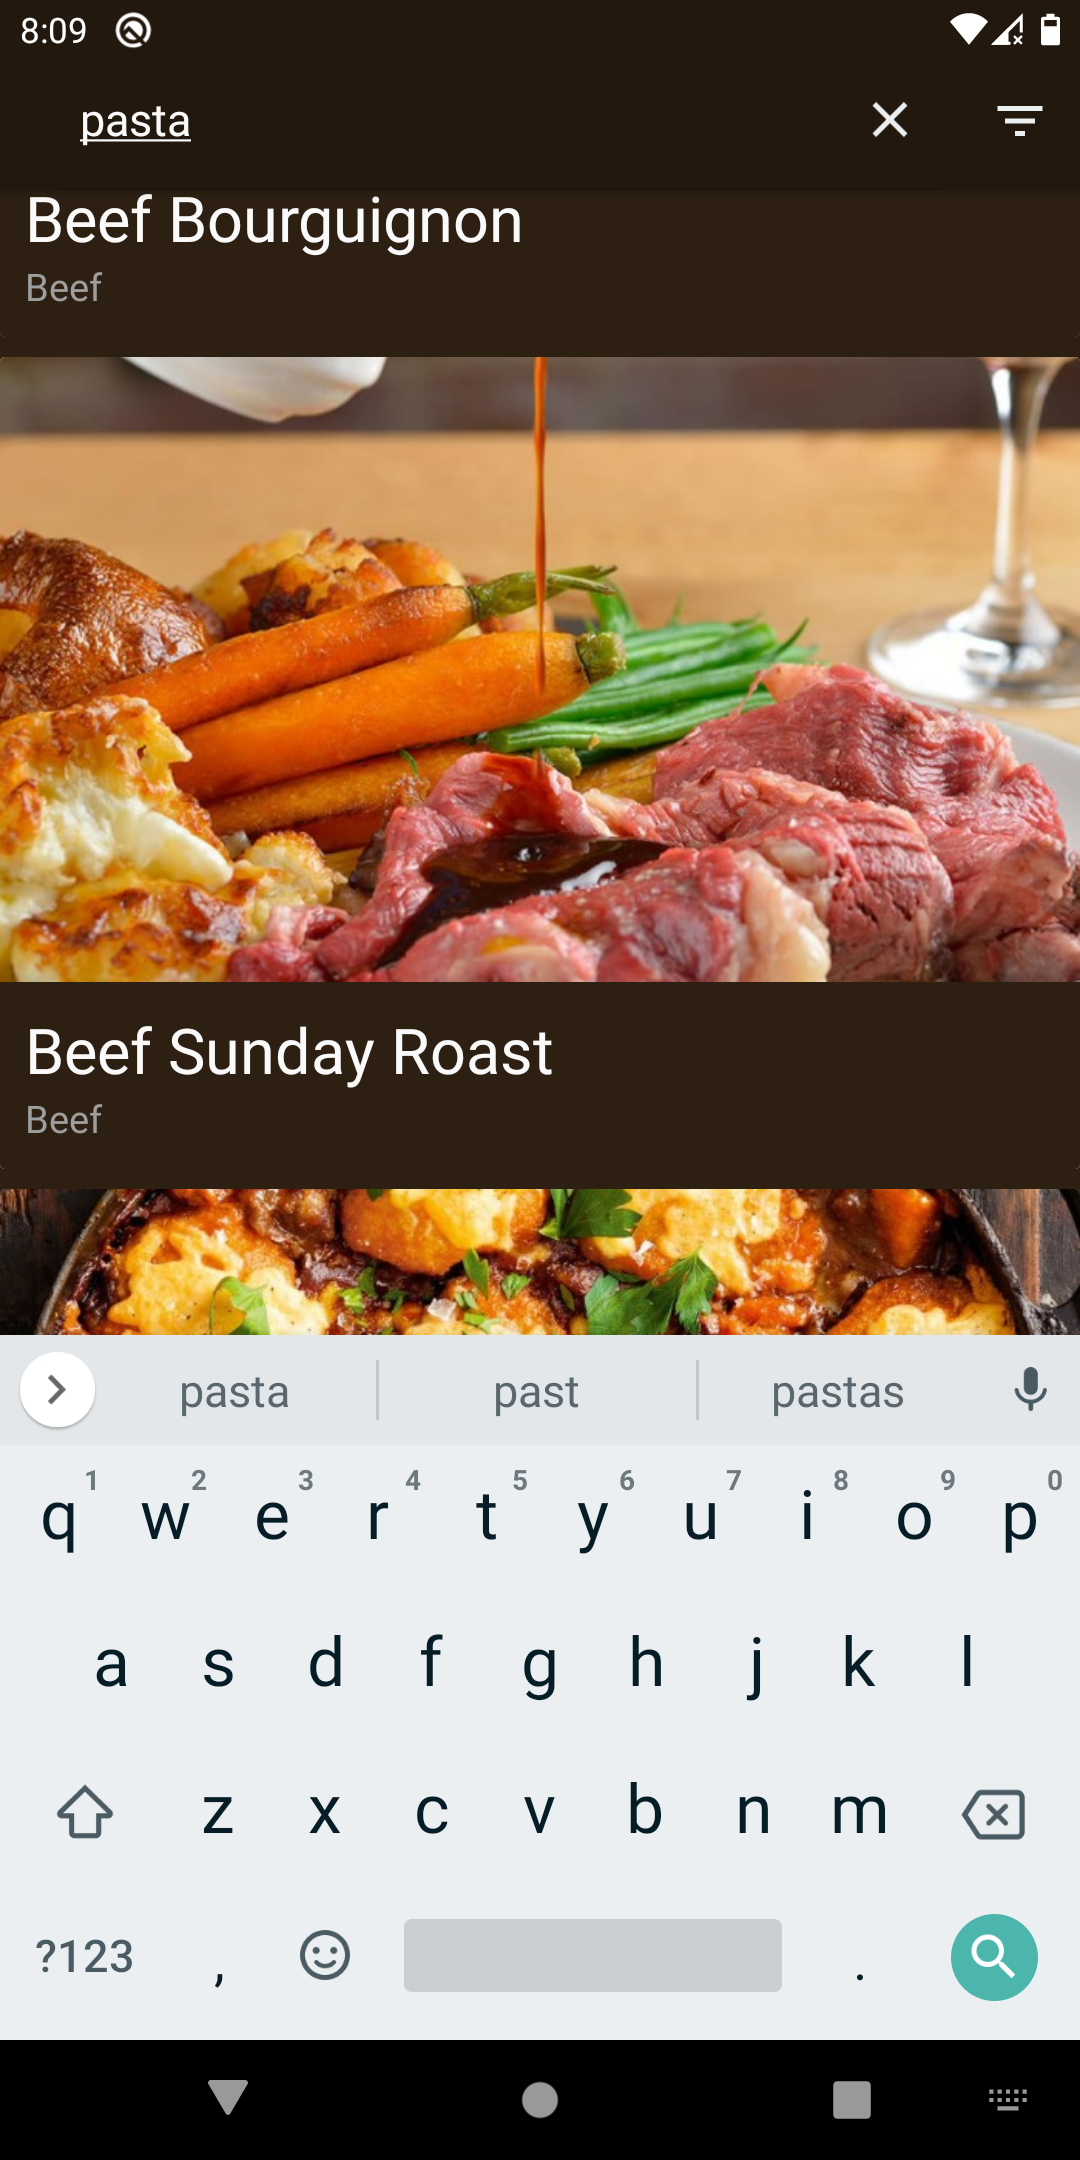 8:09
pasta
Beef Bourguignon
Beef
Beef Sunday Roast
Beef
pasta past pastas
1 2 3 4 5 6 7 8 9 0
q w e r t y u i o p
a s d f g h j k l
z x c v b n m
?123 , .